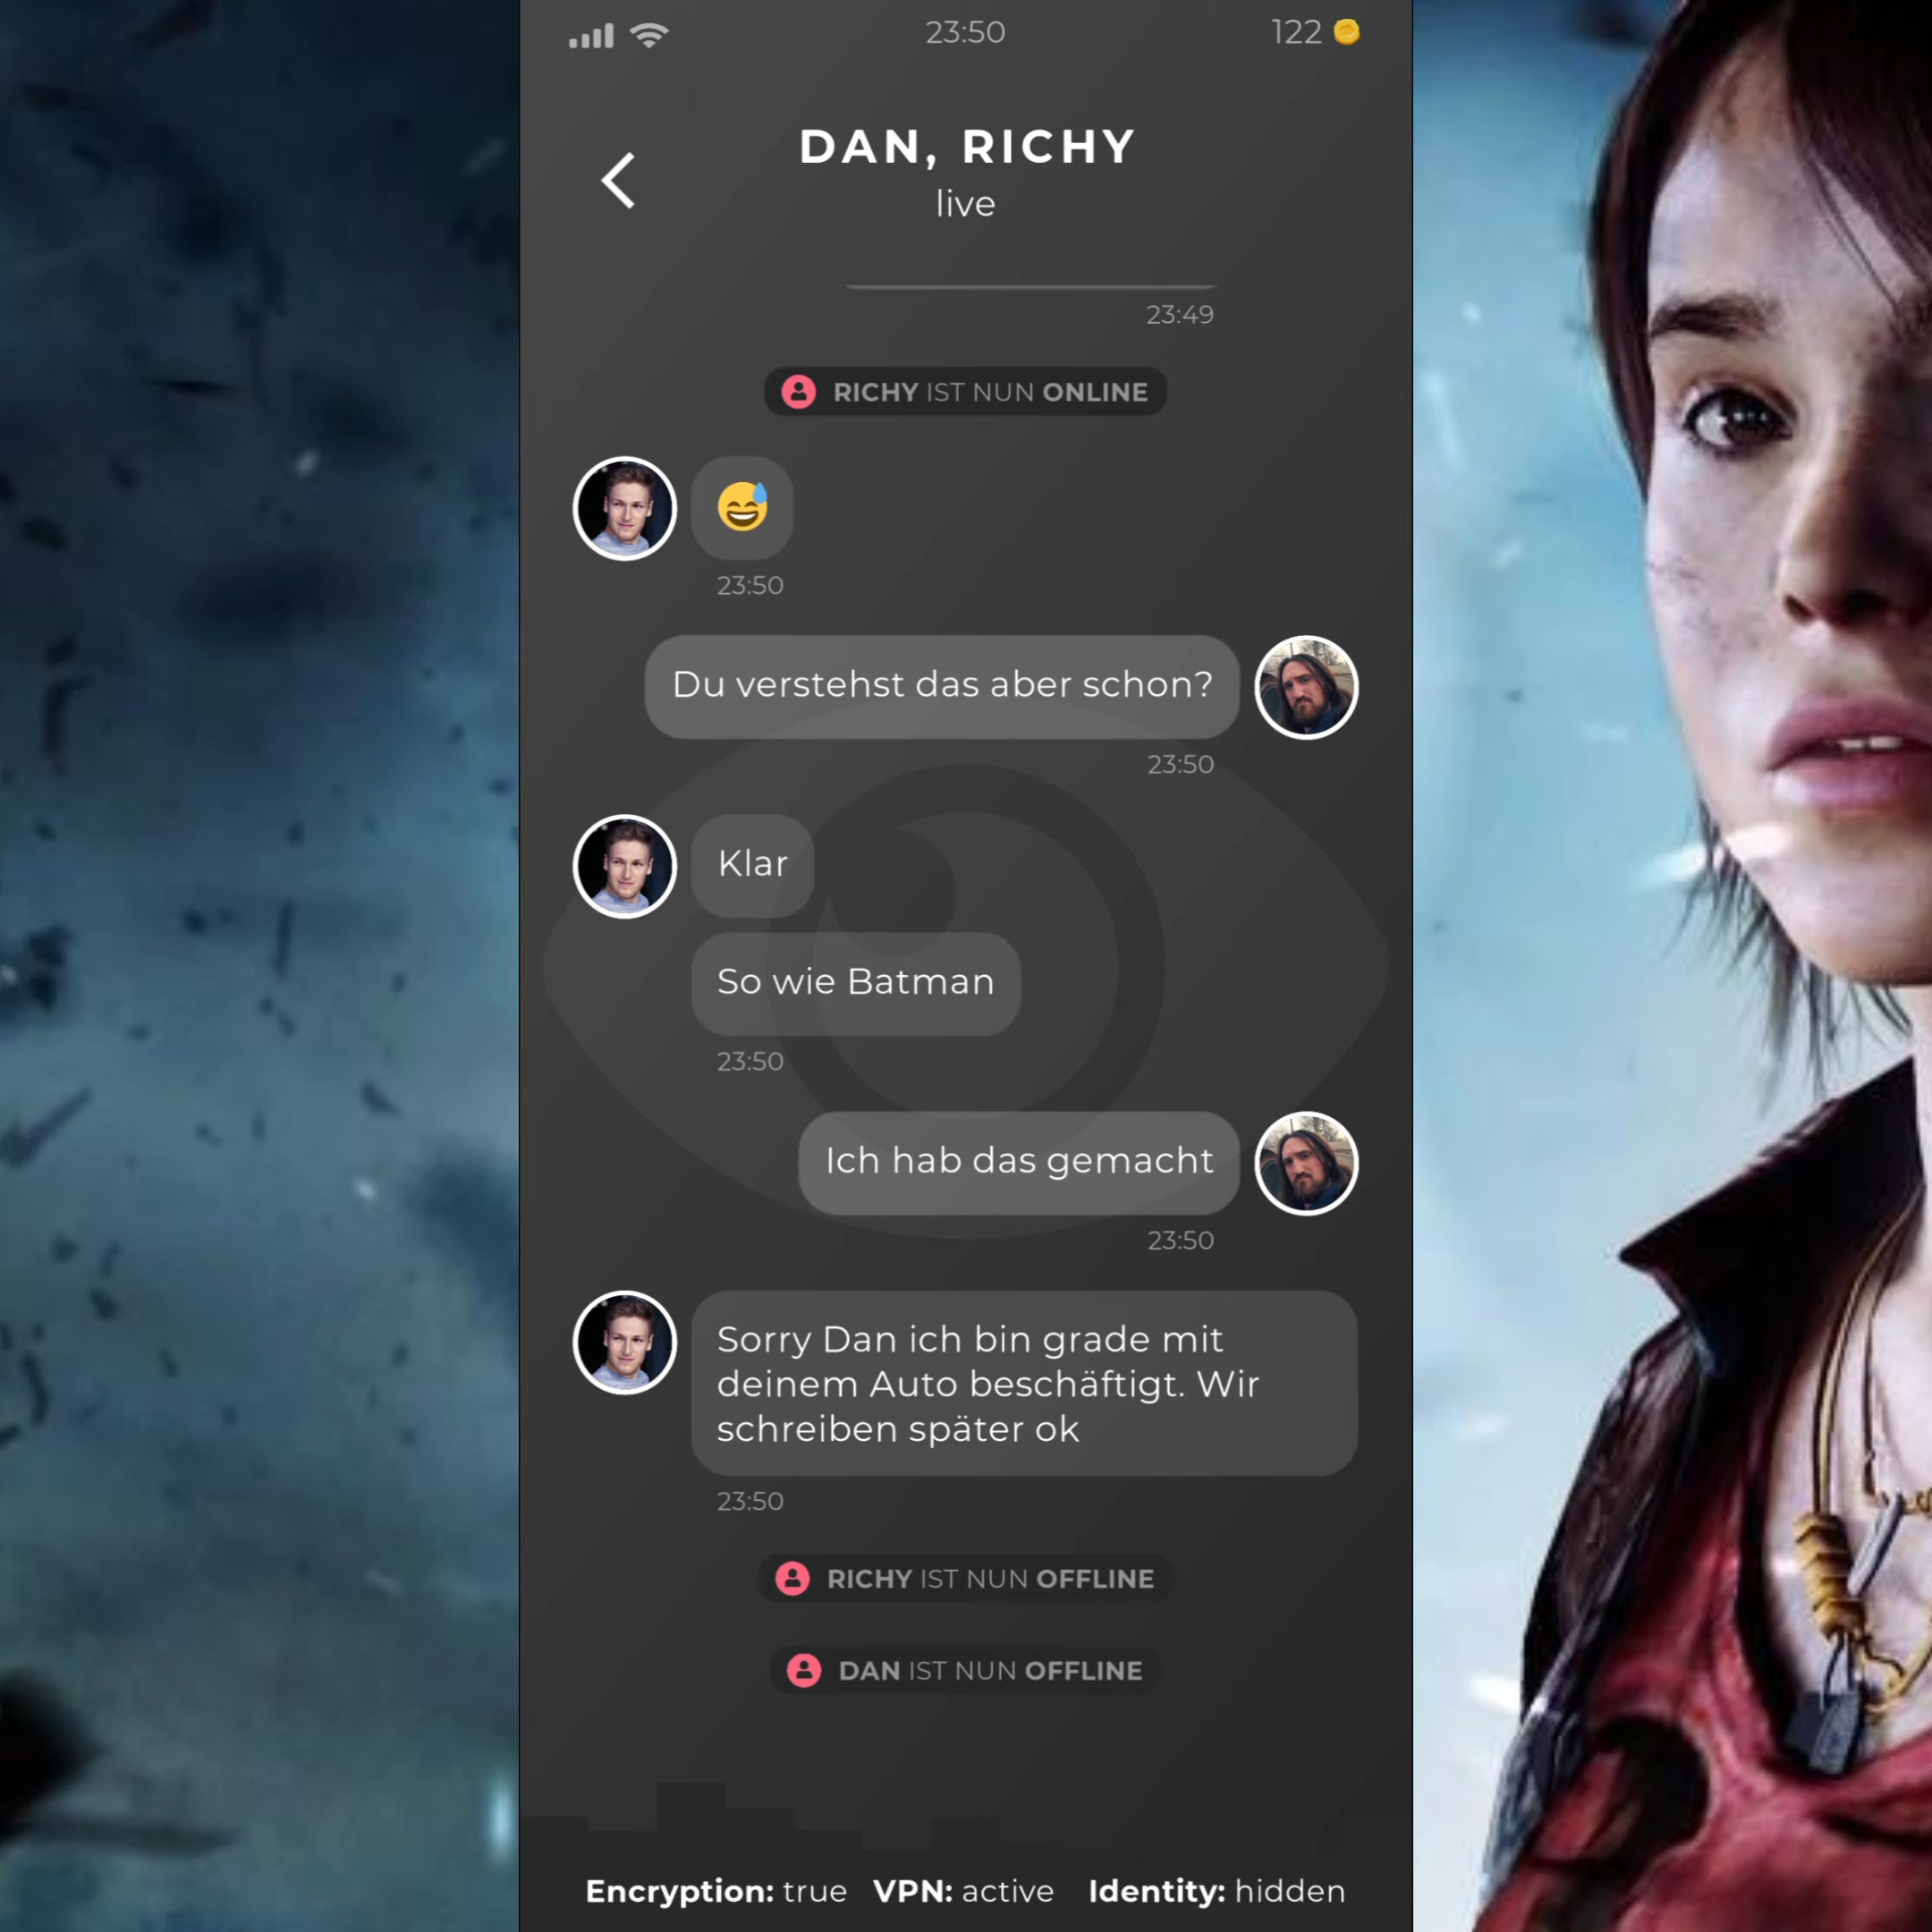 23:50
122
DAN, RICHY
live
23:49
RICHY IST NUN ONLINE
23:50
Du verstehst das aber schon?
23:50
Klar
So wie Batman
23:50
Ich hab das gemacht
23:50
Sorry Dan ich bin grade mit
deinem Auto beschäftigt. Wir
schreiben später ok
23:50
RICHY IST NUN OFFLINE
DAN IST NUN OFFLINE
Encryption: true VPN: active Identity: hidden